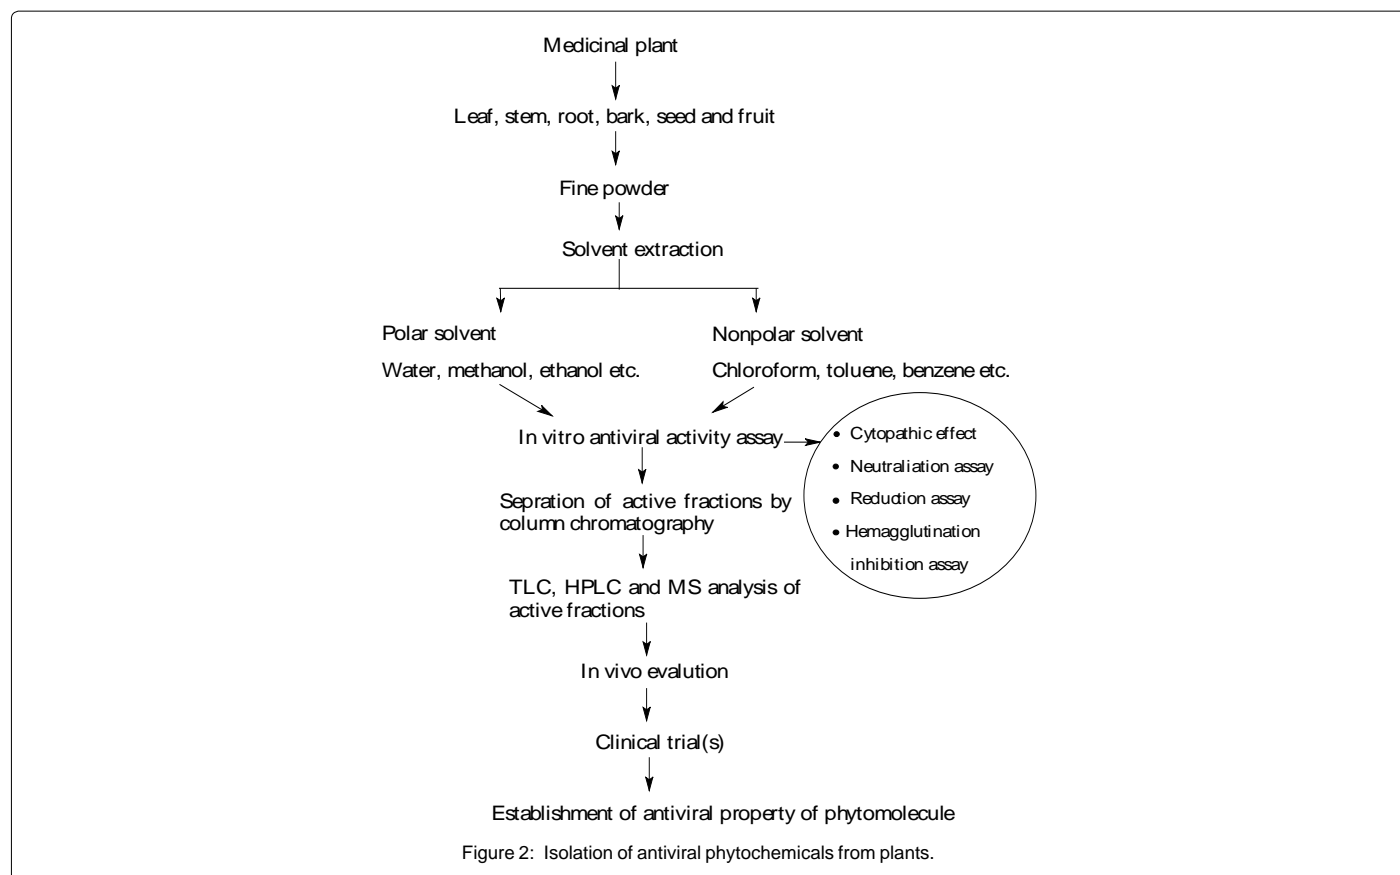 Medicinal plant
Leaf, stem, root, bark, seed and fruit
Fine powder
Solvent extraction
Polar solvent
Water, methanol, ethanol etc.
Nonpolar solvent
Chloroform, toluene, benzene etc.
In vitro antiviral activity assay
• Cytopathic effect
• Neutraliation assay
• Reduction assay
• Hemagglutination
inhibition assay
Sepration of active fractions by
column chromatography
TLC, HPLC and MS analysis of
active fractions
In vivo evalution
Clinical trial(s)
Establishment of antiviral property of phytomolecule
Figure 2: Isolation of antiviral phytochemicals from plants.